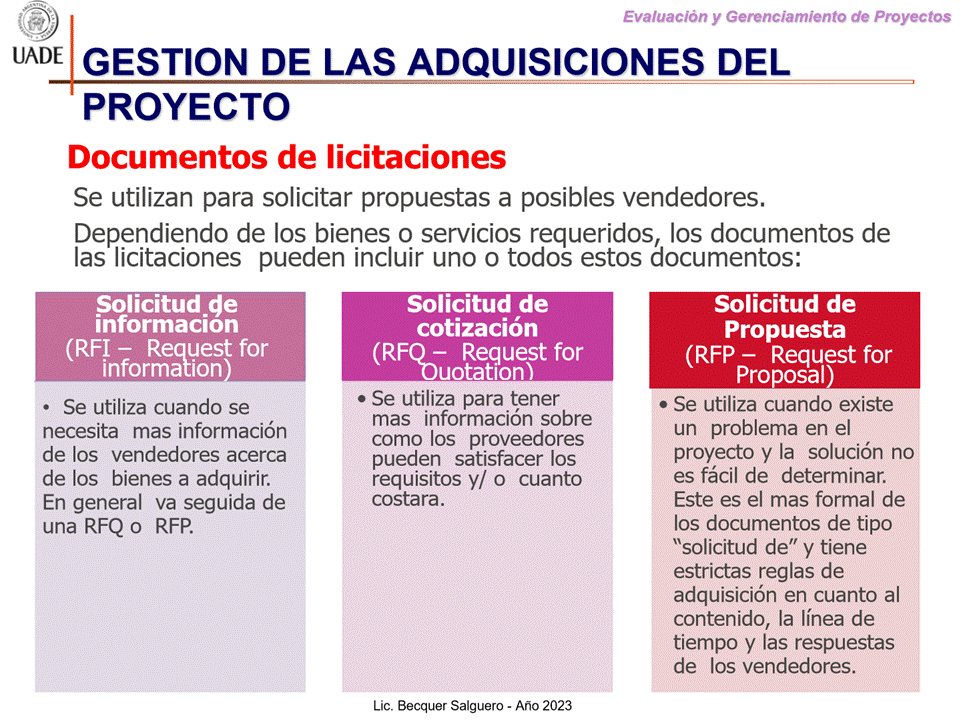 Evaluación y Gerenciamiento de Proyectos
UADE
GESTION DE LAS ADQUISICIONES DEL
PROYECTO
Documentos de licitaciones
Se utilizan para solicitar propuestas a posibles vendedores.
Dependiendo de los bienes o servicios requeridos, los documentos de
las licitaciones pueden incluir uno o todos estos documentos:
Solicitud de
información
(RFI – Request for
information)
• Se utiliza cuando se
necesita mas información
de los vendedores acerca
de los bienes a adquirir.
En general va seguida de
una RFQ o RFP.
Solicitud de
cotización
(RFQ – Request for
Quotation)
• Se utiliza para tener
mas información sobre
como los proveedores
pueden satisfacer los
requisitos y/ o cuanto
costara.
Solicitud de
Propuesta
(RFP – Request for
Proposal)
• Se utiliza cuando existe
un problema en el
proyecto y la solución no
es fácil de determinar.
Este es el mas formal de
los documentos de tipo
“solicitud de” y tiene
estrictas reglas de
adquisición en cuanto al
contenido, la línea de
tiempo y las respuestas
de los vendedores.
Lic. Becquer Salguero - Año 2023